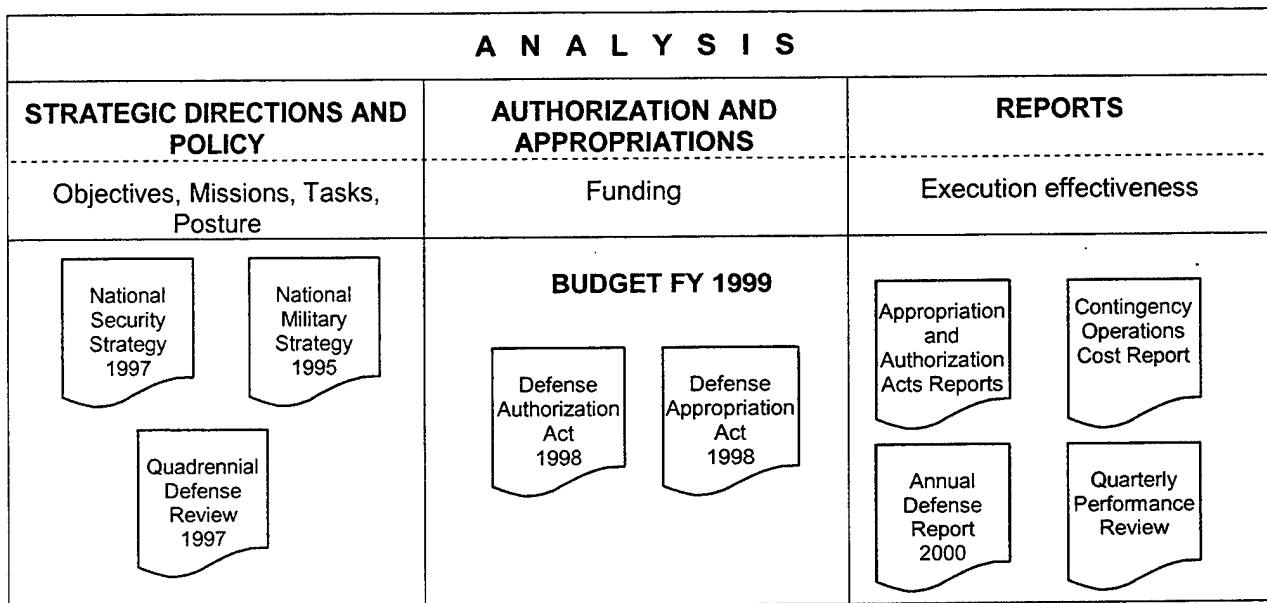 A N A L Y S I S
STRATEGIC DIRECTIONS AND
POLICY
Objectives, Missions, Tasks,
Posture
National
Security
Strategy
1997
National
Military
Strategy
1995
Quadrennial
Defense
Review
1997
AUTHORIZATION AND
APPROPRIATIONS
Funding
BUDGET FY 1999
Defense
Authorization
Act
1998
Defense
Appropriation
Act
1998
REPORTS
Execution effectiveness
Appropriation
and
Authorization
Acts Reports
Contingency
Operations
Cost Report
Annual
Defense
Report
2000
Quarterly
Performance
Review